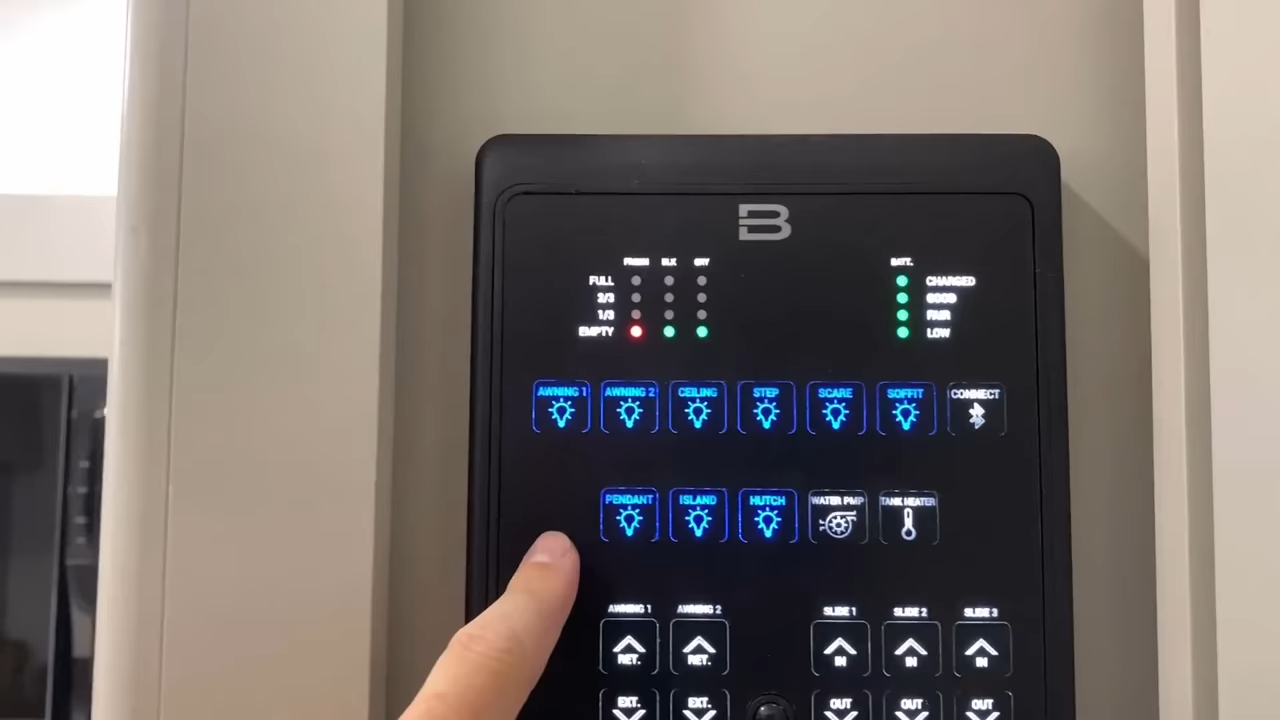 B
FRESH BLK GRY BATT.
FULL CHARGED
2/3 GOOD
1/3 FAIR
EMPTY LOW
AWNING 1 AWNING 2 CEILING STEP SCARE SOFFIT CONNECT
PENDANT ISLAND HUTCH WATER PMP TANK HEATER
AWNING 1 AWNING 2 SLIDE 1 SLIDE 2 SLIDE 3
RET. RET. IN IN IN
EXT. EXT. OUT OUT OUT